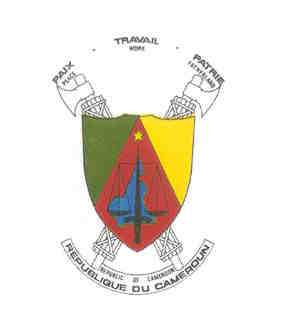 TRAVAIL
WORK
PAIX
PEACE
PATRIE
FATHERLAND
REPUBLIC OF CAMEROON
REPUBLIQUE DU CAMEROUN